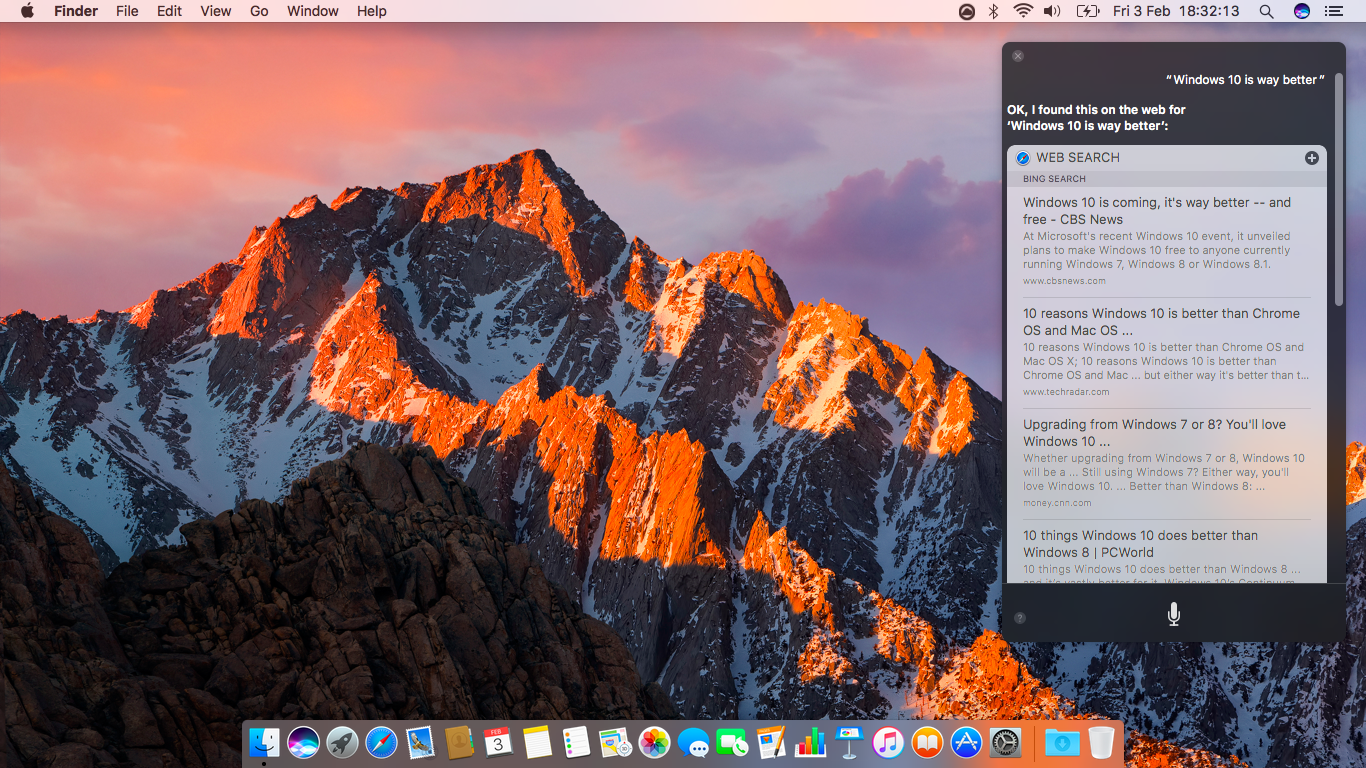 Finder File Edit View Go Window Help Fri 3 Feb 18:32:13
“Windows 10 is way better”
OK, I found this on the web for
‘Windows 10 is way better’:
WEB SEARCH
BING SEARCH
Windows 10 is coming, it's way better -- and
free - CBS News
At Microsoft's recent Windows 10 event, it unveiled
plans to make Windows 10 free to anyone currently
running Windows 7, Windows 8 or Windows 8.1.
www.cbsnews.com
10 reasons Windows 10 is better than Chrome
OS and Mac OS ...
10 reasons Windows 10 is better than Chrome OS and
Mac OS X; 10 reasons Windows 10 is better than
Chrome OS and Mac ... but either way it's better than t...
www.techradar.com
Upgrading from Windows 7 or 8? You'll love
Windows 10 ...
Whether upgrading from Windows 7 or 8, Windows 10
will be a ... Still using Windows 7? Either way, you'll
love Windows 10. ... Better than Windows 8: ...
money.cnn.com
10 things Windows 10 does better than
Windows 8 | PCWorld
10 things Windows 10 does better than Windows 8 ...
and it's vastly better for it. Windows 10's Continuum
?
FEB
3